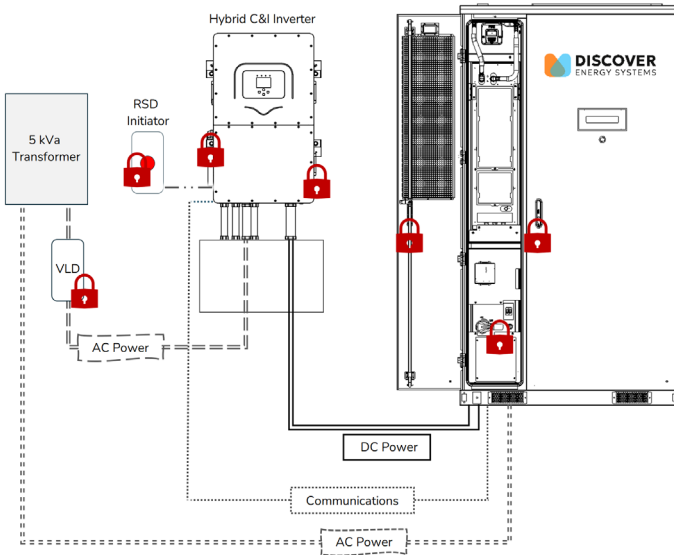 Hybrid C&I Inverter
DISCOVER
ENERGY SYSTEMS
RSD
Initiator
5 kVa
Transformer
VLD
AC Power
DC Power
Communications
AC Power